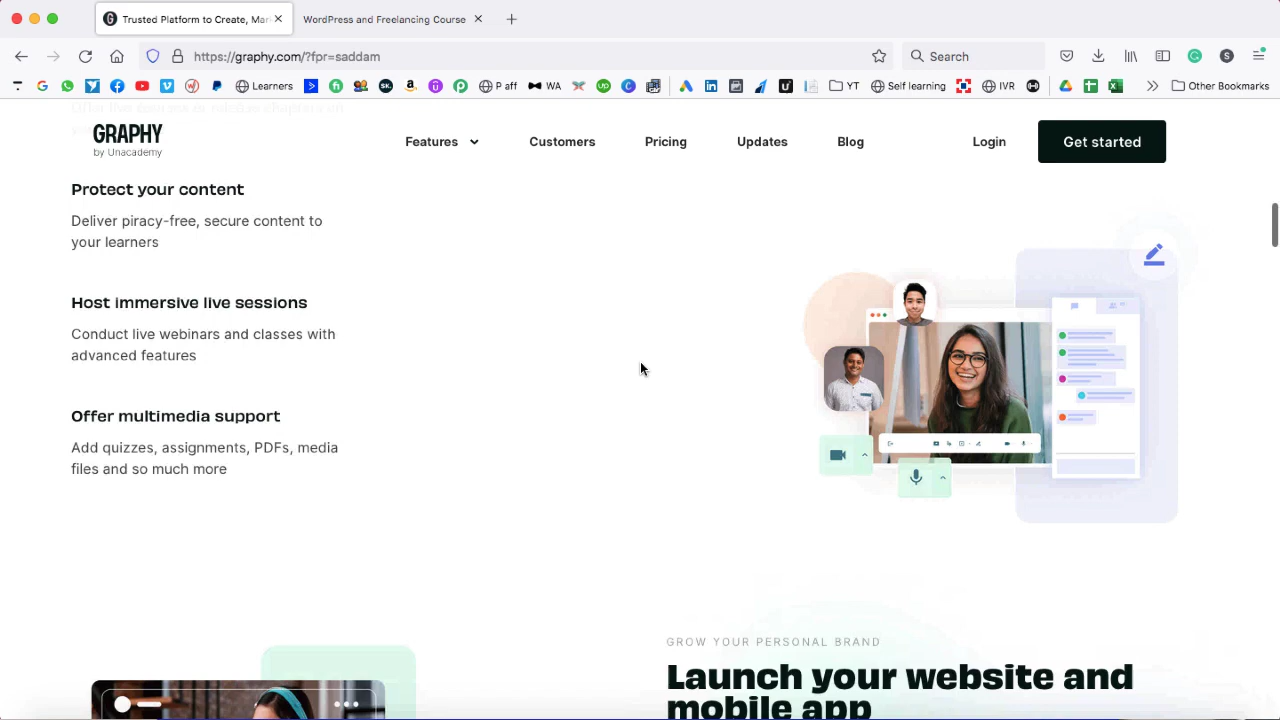 Trusted Platform to Create, Mar
WordPress and Freelancing Course
https://graphy.com/?fpr=saddam
Search
Learners
P aff
WA
YT
Self learning
IVR
Other Bookmarks
GRAPHY
by Unacademy
Features
Customers
Pricing
Updates
Blog
Login
Get started
Protect your content
Deliver piracy-free, secure content to
your learners
Host immersive live sessions
Conduct live webinars and classes with
advanced features
Offer multimedia support
Add quizzes, assignments, PDFs, media
files and so much more
GROW YOUR PERSONAL BRAND
Launch your website and
mobile app